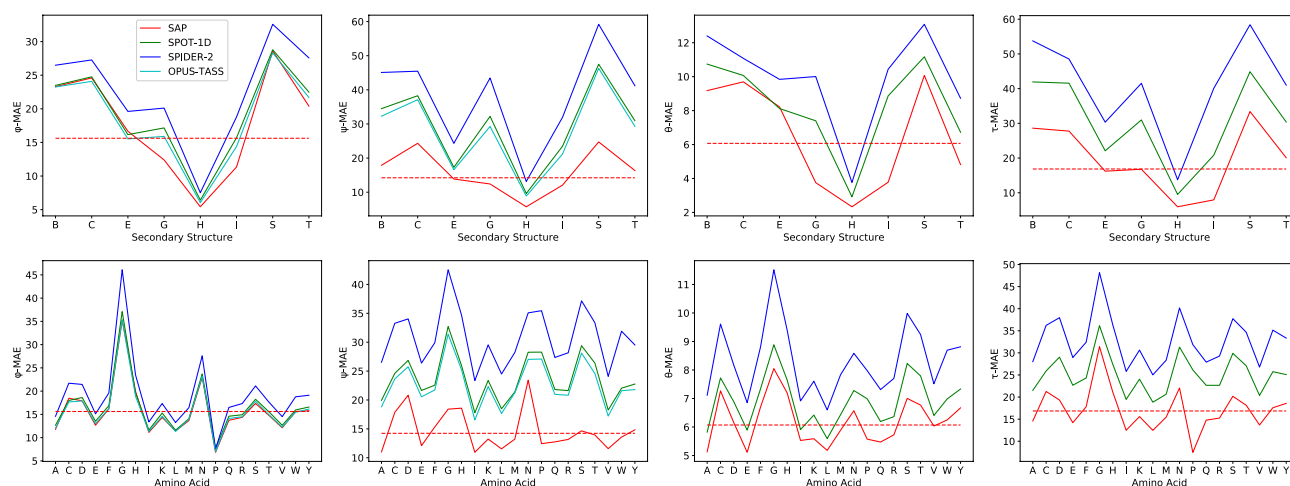 SAP
SPOT-1D
SPIDER-2
OPUS-TASS
φ-MAE
30
25
20
15
10
5
B C E G H I S T
Secondary Structure
ψ-MAE
60
50
40
30
20
10
B C E G H I S T
Secondary Structure
θ-MAE
12
10
8
6
4
2
B C E G H I S T
Secondary Structure
τ-MAE
60
50
40
30
20
10
B C E G H I S T
Secondary Structure
φ-MAE
45
40
35
30
25
20
15
10
5
A C D E F G H I K L M N P Q R S T V W Y
Amino Acid
ψ-MAE
40
35
30
25
20
15
10
A C D E F G H I K L M N P Q R S T V W Y
Amino Acid
θ-MAE
11
10
9
8
7
6
5
A C D E F G H I K L M N P Q R S T V W Y
Amino Acid
τ-MAE
50
45
40
35
30
25
20
15
10
A C D E F G H I K L M N P Q R S T V W Y
Amino Acid